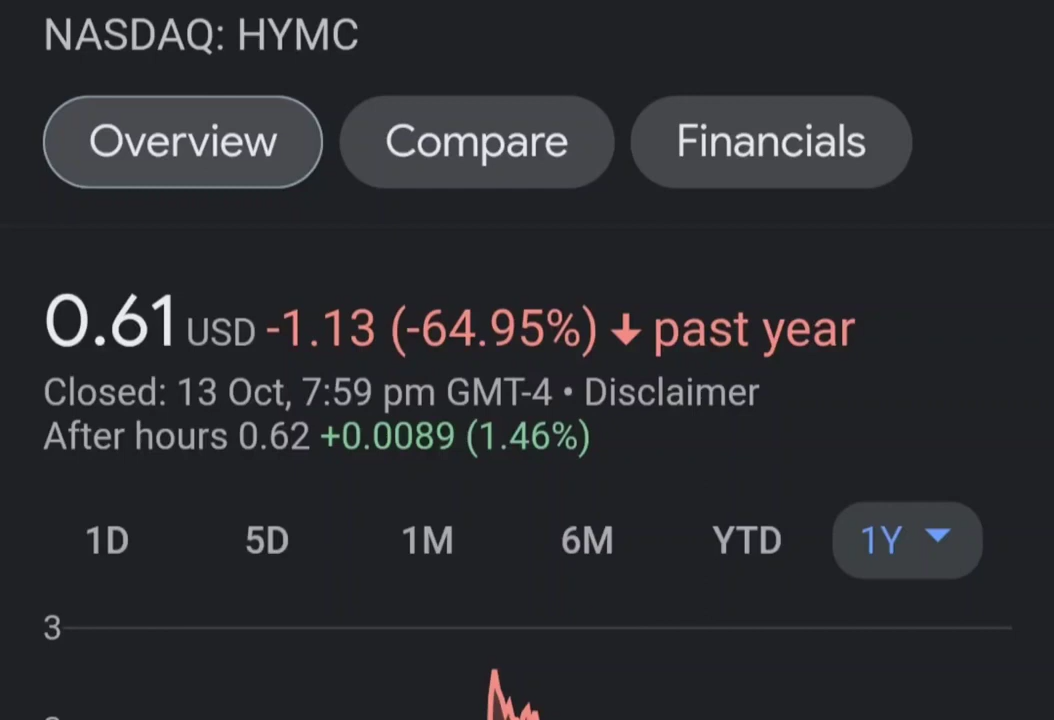 NASDAQ: HYMC
Overview Compare Financials
0.61 USD -1.13 (-64.95%) ↓ past year
Closed: 13 Oct, 7:59 pm GMT-4 • Disclaimer
After hours 0.62 +0.0089 (1.46%)
1D 5D 1M 6M YTD 1Y
3